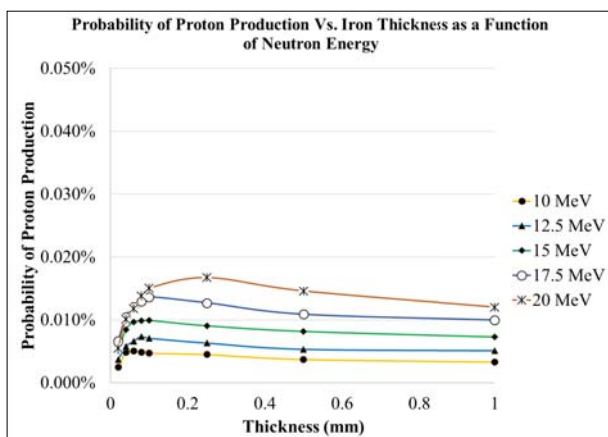 Probability of Proton Production Vs. Iron Thickness as a Function
of Neutron Energy
Probability of Proton Production
0.050%
0.040%
0.030%
0.020%
0.010%
0.000%
0
0.2
0.4
0.6
0.8
1
Thickness (mm)
10 MeV
12.5 MeV
15 MeV
17.5 MeV
20 MeV